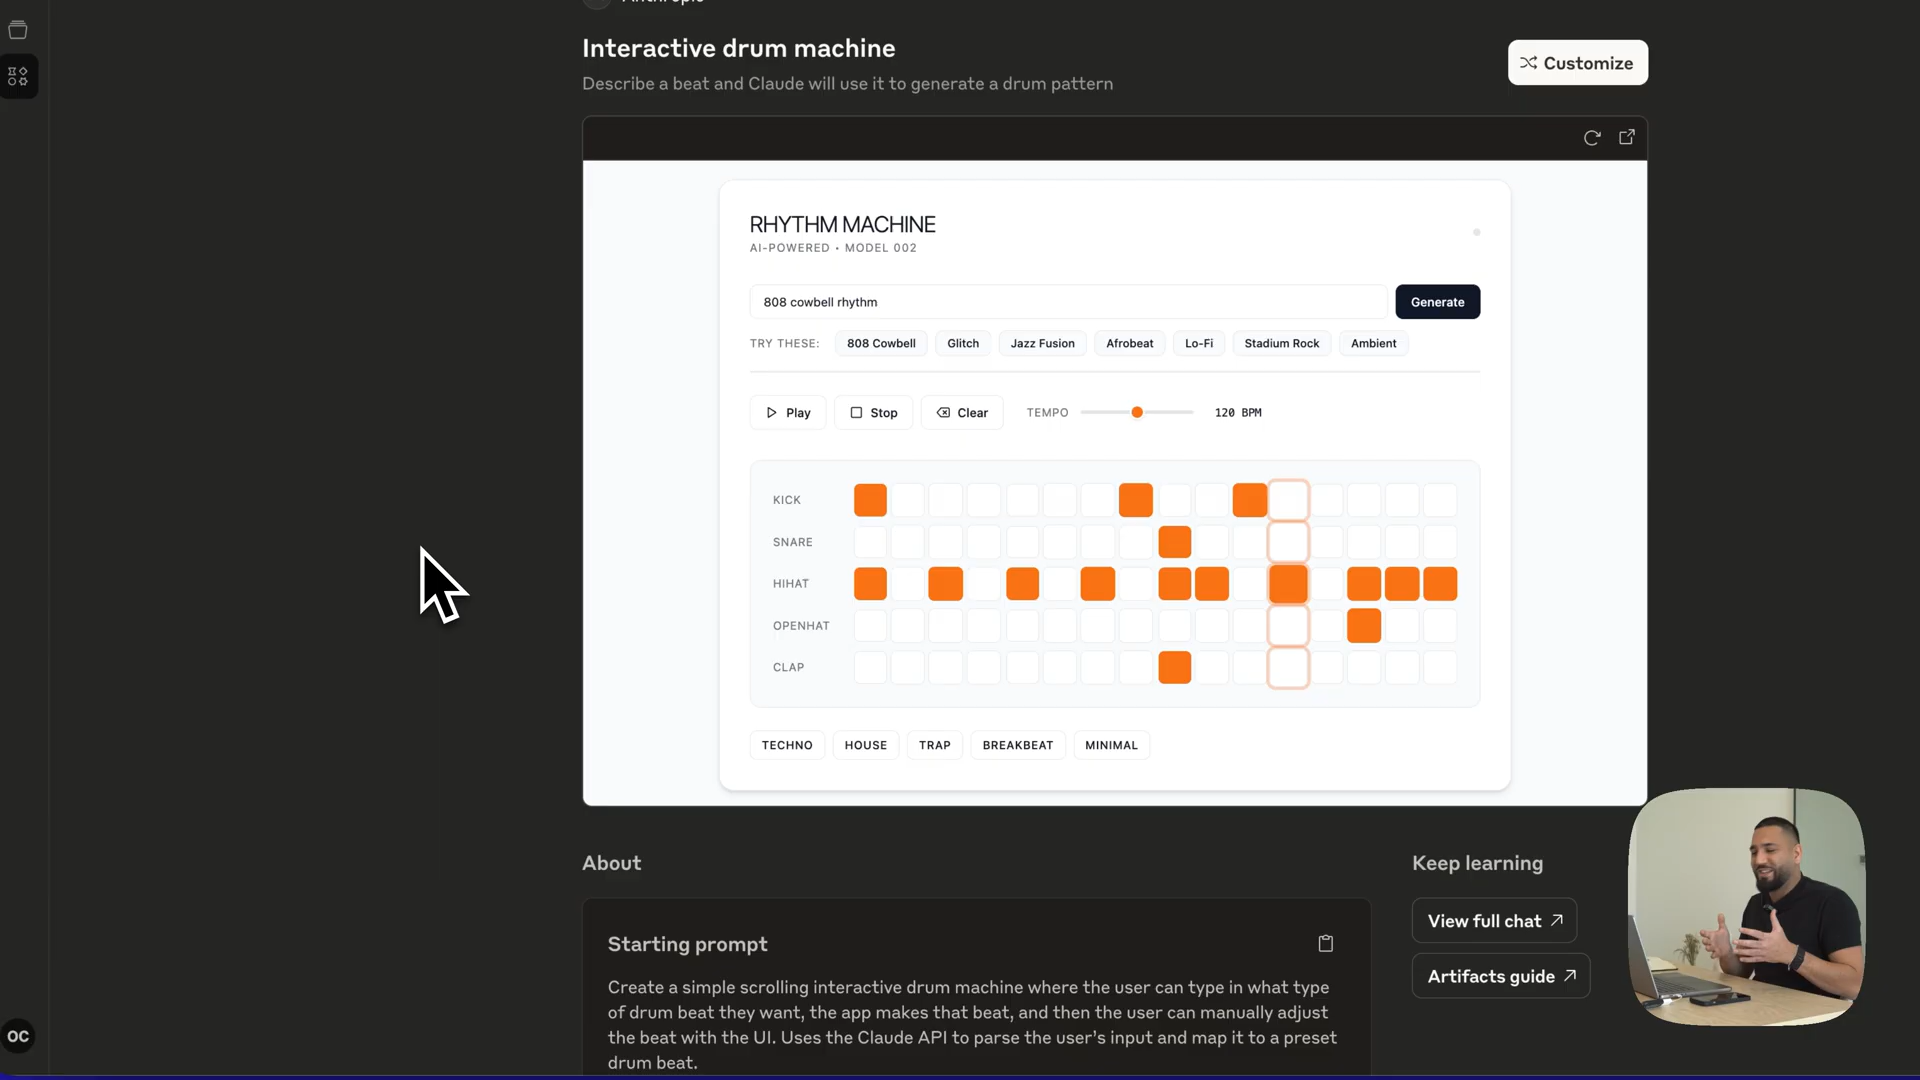 Anthropic
Interactive drum machine
Customize
Describe a beat and Claude will use it to generate a drum pattern
RHYTHM MACHINE
AI-POWERED • MODEL 002
808 cowbell rhythm
Generate
TRY THESE: 808 Cowbell Glitch Jazz Fusion Afrobeat Lo-Fi Stadium Rock Ambient
Play Stop Clear TEMPO 120 BPM
KICK
SNARE
HIHAT
OPENHAT
CLAP
TECHNO HOUSE TRAP BREAKBEAT MINIMAL
About
Starting prompt
Create a simple scrolling interactive drum machine where the user can type in what type
of drum beat they want, the app makes that beat, and then the user can manually adjust
the beat with the UI. Uses the Claude API to parse the user's input and map it to a preset
drum beat.
Keep learning
View full chat
Artifacts guide
OC